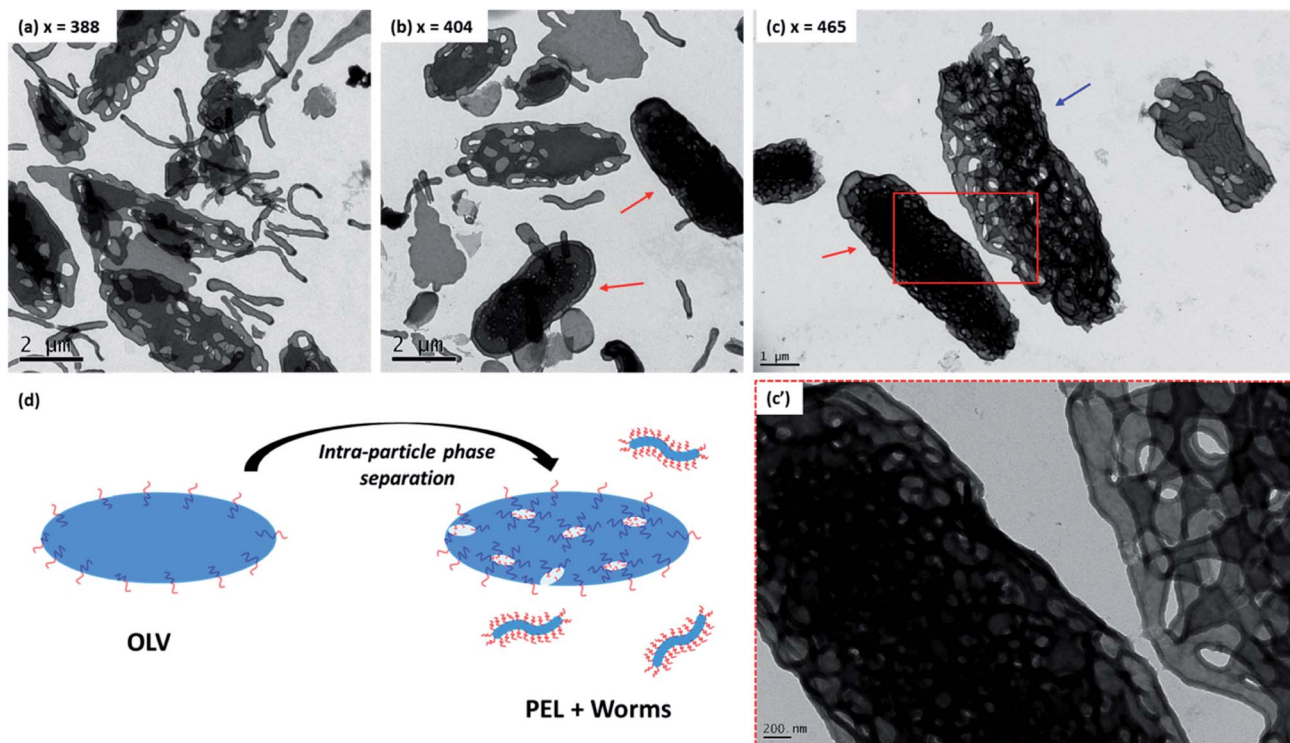 (a) x = 388
2 μm
(b) x = 404
2 μm
(c) x = 465
1 μm
(d)
Intra-particle phase
separation
OLV
PEL + Worms
(c’)
200 nm